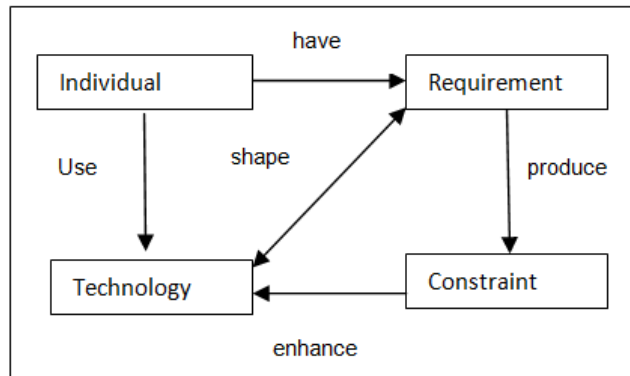 have
Individual
Requirement
Use
shape
produce
Technology
Constraint
enhance